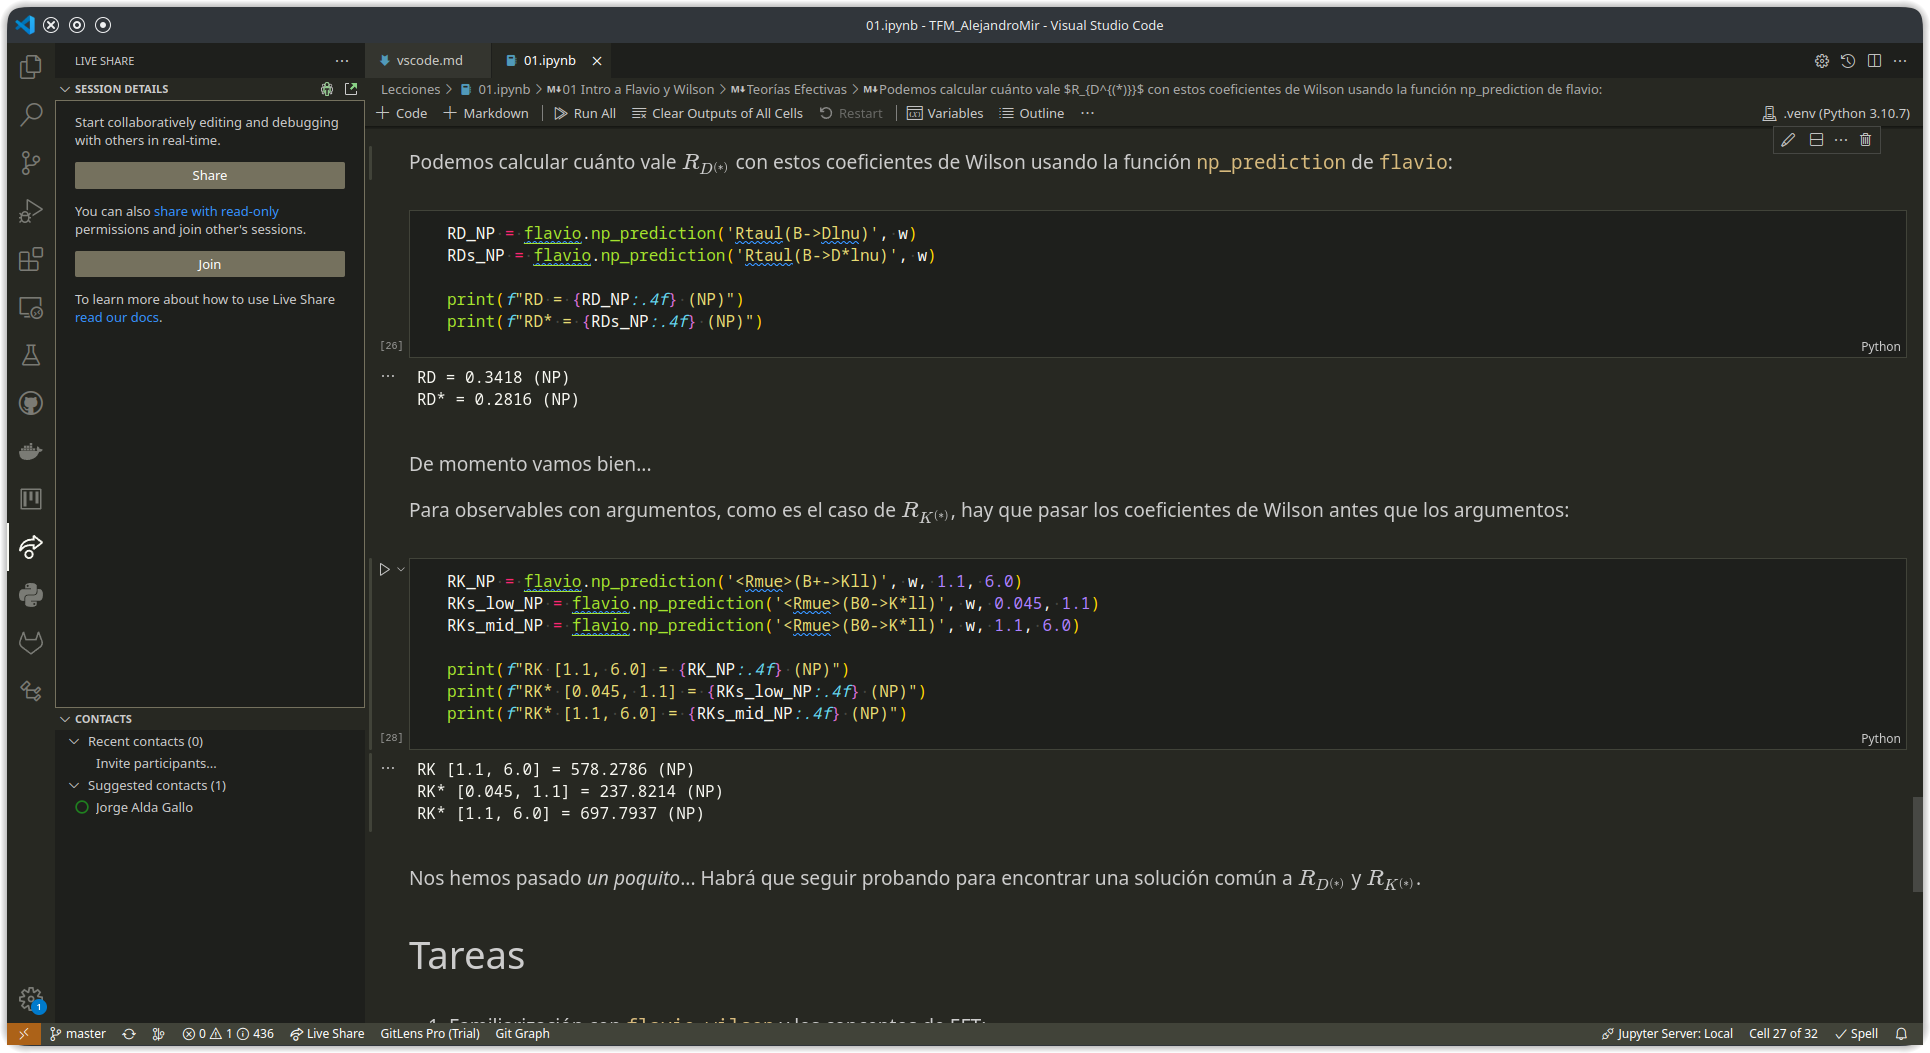 01.ipynb - TFM_AlejandroMir - Visual Studio Code
LIVE SHARE
SESSION DETAILS
Start collaboratively editing and debugging
with others in real-time.
Share
You can also share with read-only
permissions and join other's sessions.
Join
To learn more about how to use Live Share
read our docs.
CONTACTS
Recent contacts (0)
Invite participants...
Suggested contacts (1)
Jorge Alda Gallo
vscode.md
01.ipynb
Lecciones > 01.ipynb > M↓01 Intro a Flavio y Wilson > M↓Teorías Efectivas > M↓Podemos calcular cuánto vale $R_{D^{(*)}}$ con estos coeficientes de Wilson usando la función np_prediction de flavio:
+ Code + Markdown | Run All Clear Outputs of All Cells Restart | Variables Outline ···
.venv (Python 3.10.7)
Podemos calcular cuánto vale R_{D^{(*)}} con estos coeficientes de Wilson usando la función np_prediction de flavio:
RD_NP = flavio.np_prediction('Rtaul(B->Dlnu)', w)
RDs_NP = flavio.np_prediction('Rtaul(B->D*lnu)', w)
print(f"RD = {RD_NP:.4f} (NP)")
print(f"RD* = {RDs_NP:.4f} (NP)")
[26]
Python
RD = 0.3418 (NP)
RD* = 0.2816 (NP)
De momento vamos bien...
Para observables con argumentos, como es el caso de R_{K^{(*)}}, hay que pasar los coeficientes de Wilson antes que los argumentos:
RK_NP = flavio.np_prediction('<Rmue>(B+->Kll)', w, 1.1, 6.0)
RKs_low_NP = flavio.np_prediction('<Rmue>(B0->K*ll)', w, 0.045, 1.1)
RKs_mid_NP = flavio.np_prediction('<Rmue>(B0->K*ll)', w, 1.1, 6.0)
print(f"RK [1.1, 6.0] = {RK_NP:.4f} (NP)")
print(f"RK* [0.045, 1.1] = {RKs_low_NP:.4f} (NP)")
print(f"RK* [1.1, 6.0] = {RKs_mid_NP:.4f} (NP)")
[28]
Python
RK [1.1, 6.0] = 578.2786 (NP)
RK* [0.045, 1.1] = 237.8214 (NP)
RK* [1.1, 6.0] = 697.7937 (NP)
Nos hemos pasado un poquito... Habrá que seguir probando para encontrar una solución común a R_{D^{(*)}} y R_{K^{(*)}}.
Tareas
1. Familiarización con flavio, wilson y los conceptos de EFT:
1
master 0 1 436 Live Share GitLens Pro (Trial) Git Graph
Jupyter Server: Local Cell 27 of 32 Spell